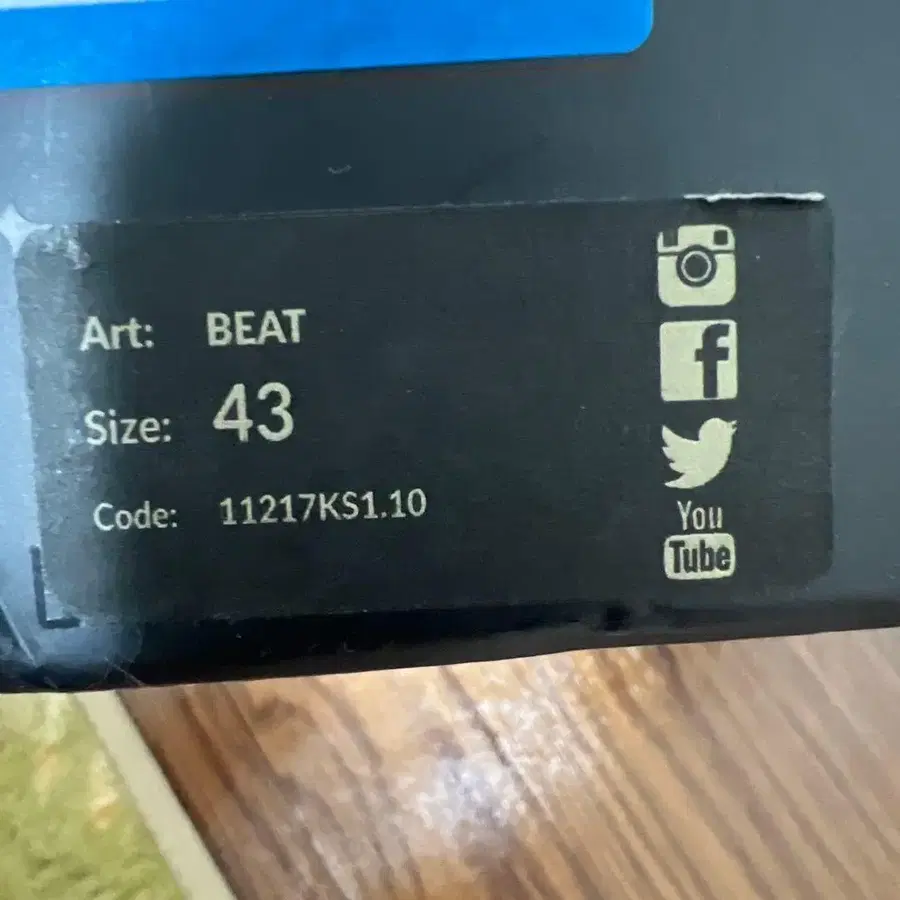 Art: BEAT
Size: 43
Code: 11217KS1.10
You
Tube